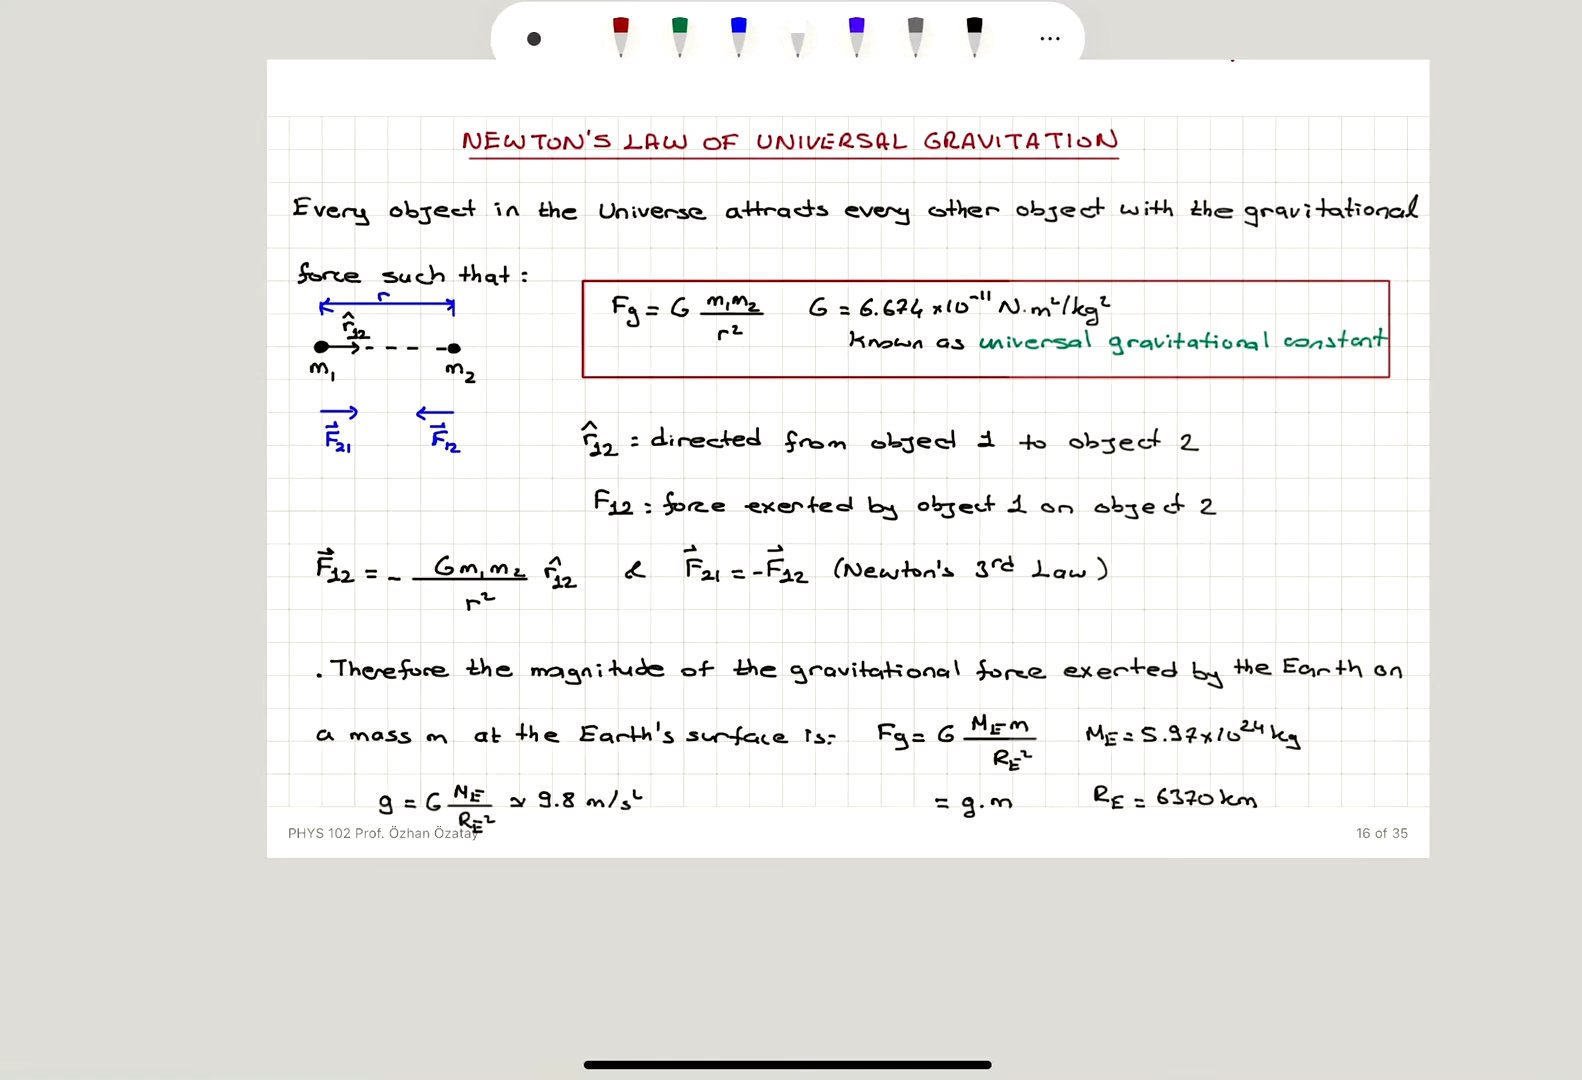 NEWTON'S LAW OF UNIVERSAL GRAVITATION
Every object in the Universe attracts every other object with the gravitational
force such that :
r
r̂12
m1 m2
F⃗21 F⃗12
Fg = G m1m2 / r² G = 6.674 x10⁻¹¹ N.m²/kg²
known as universal gravitational constant
r̂12 : directed from object 1 to object 2
F12 : force exerted by object 1 on object 2
F⃗12 = - Gm1m2 / r² r̂12 & F⃗21 = -F⃗12 (Newton's 3rd Law)
. Therefore the magnitude of the gravitational force exerted by the Earth on
a mass m at the Earth's surface is:- Fg = G MEm / RE² ME = 5.97x10²⁴ kg
g = G ME / RE² ≃ 9.8 m/s² = g.m RE = 6370 km
PHYS 102 Prof. Özhan Özatay
16 of 35